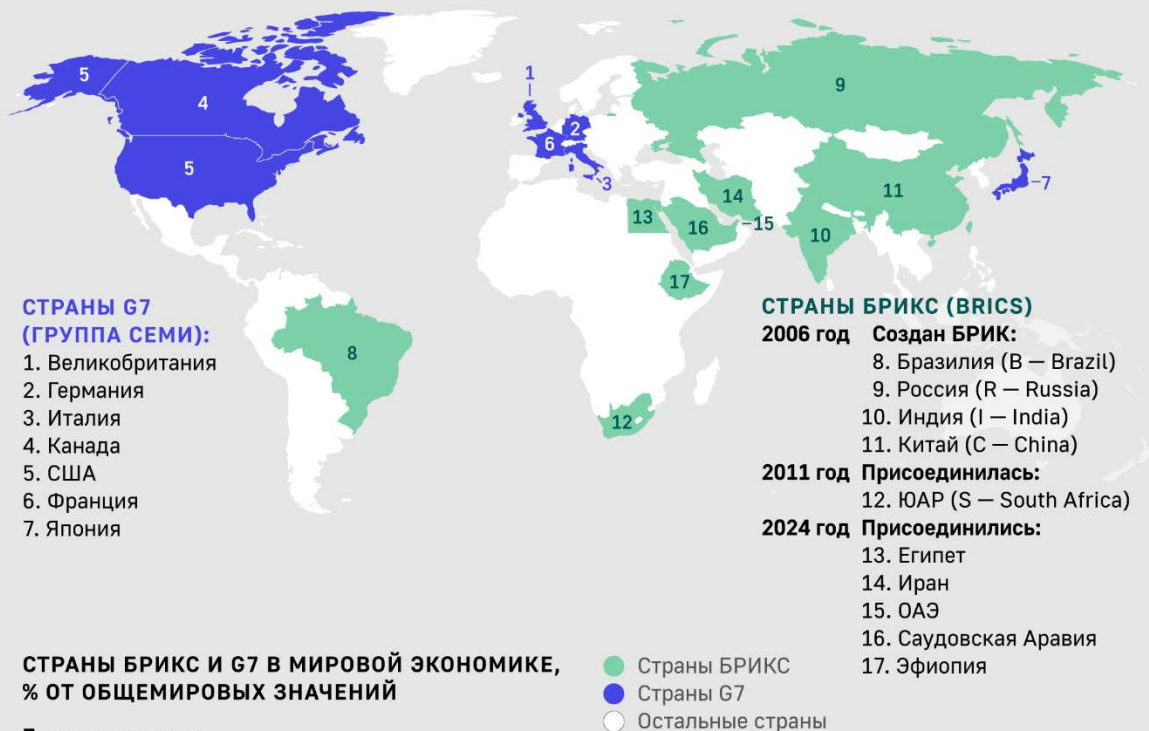 5
4
5
1
2
6
3
9
7
11
14
13
15
16
10
17
8
12
СТРАНЫ G7
(ГРУППА СЕМИ):
1. Великобритания
2. Германия
3. Италия
4. Канада
5. США
6. Франция
7. Япония
СТРАНЫ БРИКС (BRICS)
2006 год Создан БРИК:
8. Бразилия (B — Brazil)
9. Россия (R — Russia)
10. Индия (I — India)
11. Китай (C — China)
2011 год Присоединилась:
12. ЮАР (S — South Africa)
2024 год Присоединились:
13. Египет
14. Иран
15. ОАЭ
16. Саудовская Аравия
17. Эфиопия
СТРАНЫ БРИКС И G7 В МИРОВОЙ ЭКОНОМИКЕ,
% ОТ ОБЩЕМИРОВЫХ ЗНАЧЕНИЙ
Страны БРИКС
Страны G7
Остальные страны